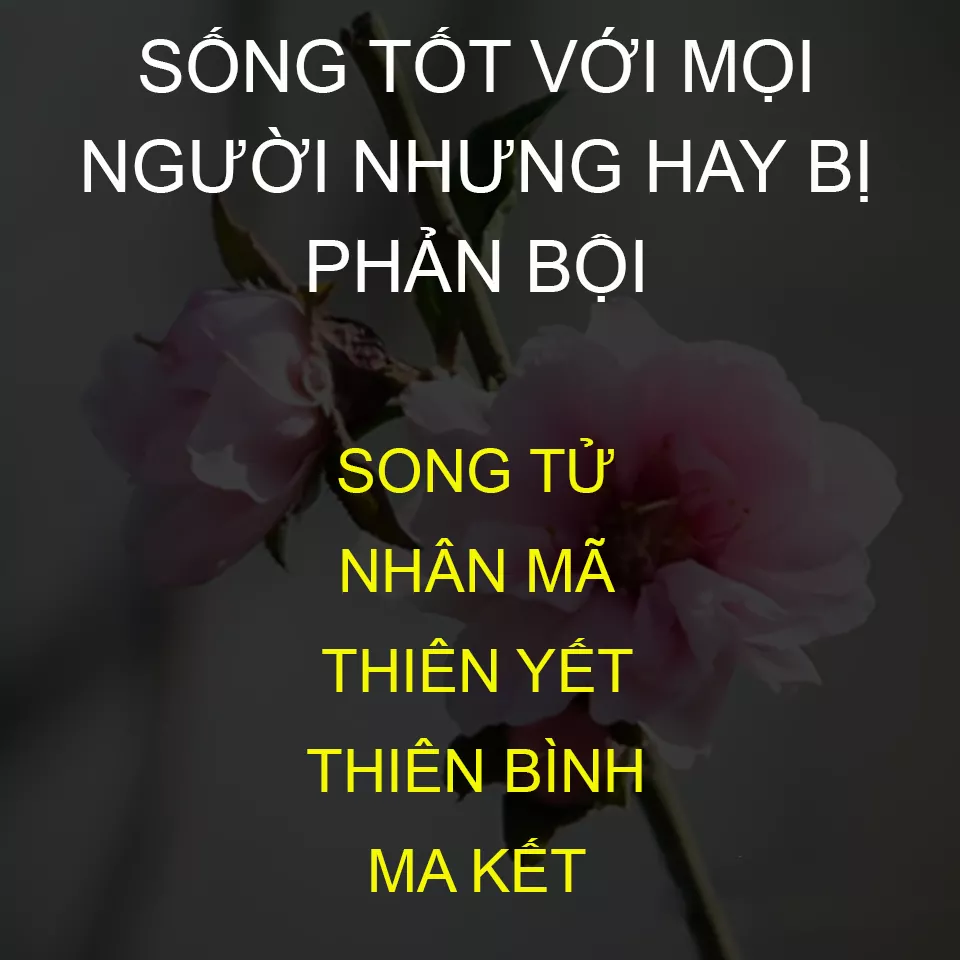 SỐNG TỐT VỚI MỌI
NGƯỜI NHƯNG HAY BỊ
PHẢN BỘI
SONG TỬ
NHÂN MÃ
THIÊN YẾT
THIÊN BÌNH
MA KẾT